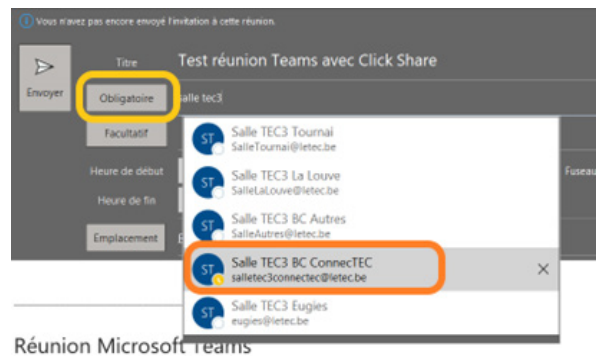 Vous n'avez pas encore envoyé l'invitation à cette réunion.
Envoyer
Titre
Test réunion Teams avec Click Share
Obligatoire
salle tec3
Facultatif
Heure de début
Fuseau
Heure de fin
Emplacement
ST
Salle TEC3 Tournai
SalleTournai@letec.be
ST
Salle TEC3 La Louve
SalleLaLouve@letec.be
ST
Salle TEC3 BC Autres
SalleAutres@letec.be
ST
Salle TEC3 BC ConnecTEC
salletec3connectec@letec.be
ST
Salle TEC3 Eugies
eugies@letec.be
Réunion Microsoft Teams